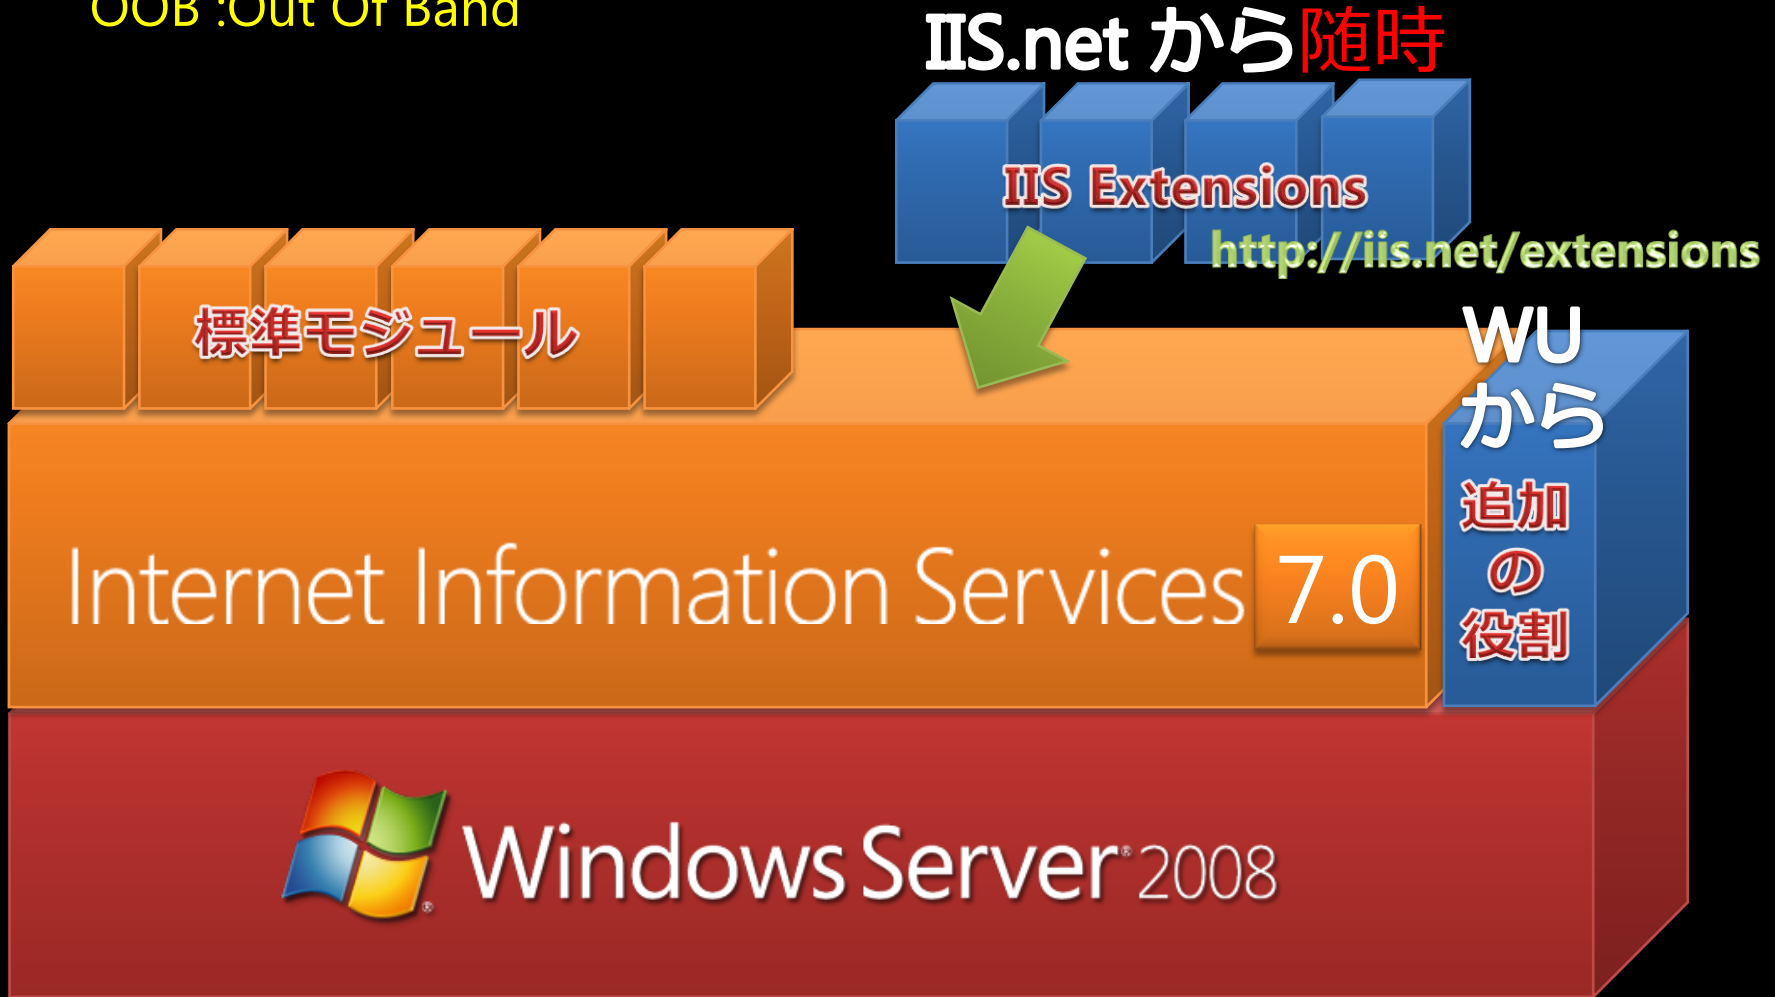 OOB :Out Of Band
IIS.net から随時
IIS Extensions
http://iis.net/extensions
標準モジュール
WU
から
追加
の
役割
Internet Information Services 7.0
Windows Server® 2008